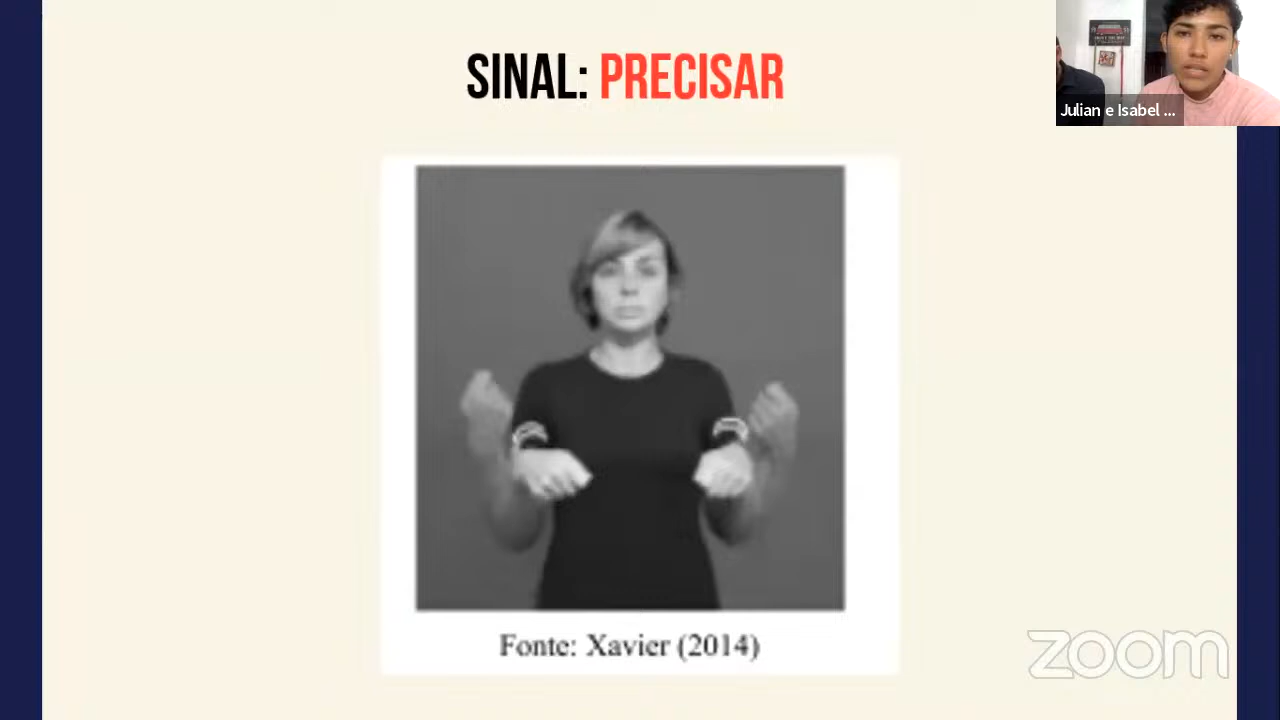 SINAL: PRECISAR
Julian e Isabel ...
Fonte: Xavier (2014)
zoom